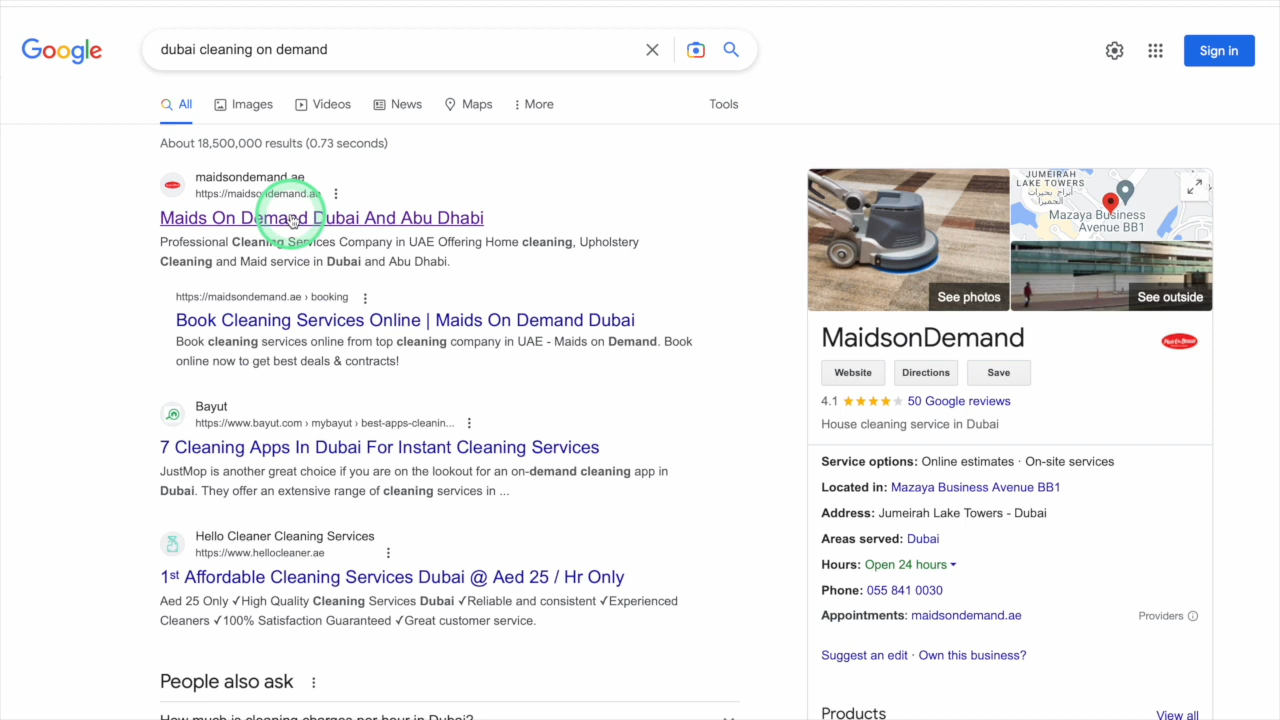 Google
dubai cleaning on demand
Sign in
All
Images
Videos
News
Maps
More
Tools
About 18,500,000 results (0.73 seconds)
maidsondemand.ae
https://maidsondemand.ae
Maids On Demand Dubai And Abu Dhabi
Professional Cleaning Services Company in UAE Offering Home cleaning, Upholstery
Cleaning and Maid service in Dubai and Abu Dhabi.
https://maidsondemand.ae › booking
Book Cleaning Services Online | Maids On Demand Dubai
Book cleaning services online from top cleaning company in UAE - Maids on Demand. Book
online now to get best deals & contracts!
Bayut
https://www.bayut.com › mybayut › best-apps-cleanin...
7 Cleaning Apps In Dubai For Instant Cleaning Services
JustMop is another great choice if you are on the lookout for an on-demand cleaning app in
Dubai. They offer an extensive range of cleaning services in ...
Hello Cleaner Cleaning Services
https://www.hellocleaner.ae
1st Affordable Cleaning Services Dubai @ Aed 25 / Hr Only
Aed 25 Only ✓High Quality Cleaning Services Dubai ✓Reliable and consistent ✓Experienced
Cleaners ✓100% Satisfaction Guaranteed ✓Great customer service.
People also ask
How much is cleaning charges per hour in Dubai?
See photos
JUMEIRAH
LAKE TOWERS
أبراج بحيرات
الجميرا
Mazaya Business
Avenue BB1
See outside
MaidsonDemand
Website
Directions
Save
4.1
50 Google reviews
House cleaning service in Dubai
Service options: Online estimates · On-site services
Located in: Mazaya Business Avenue BB1
Address: Jumeirah Lake Towers - Dubai
Areas served: Dubai
Hours: Open 24 hours
Phone: 055 841 0030
Appointments: maidsondemand.ae
Providers
Suggest an edit · Own this business?
Products
View all